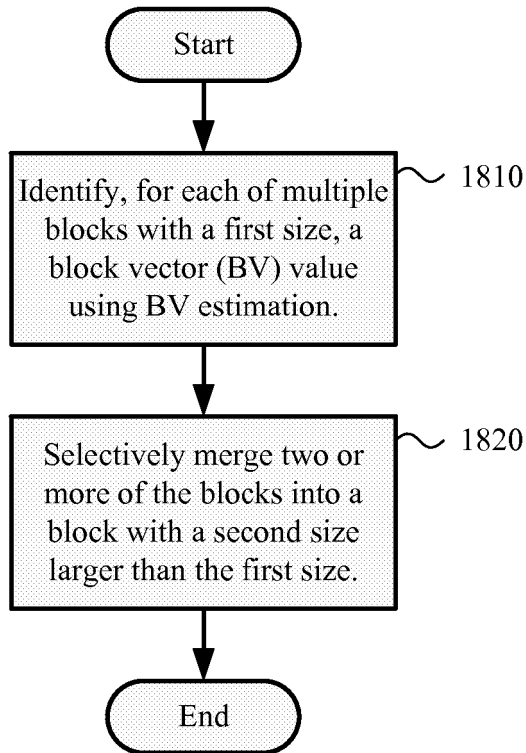 Start
Identify, for each of multiple
blocks with a first size, a
block vector (BV) value
using BV estimation.
1810
Selectively merge two or
more of the blocks into a
block with a second size
larger than the first size.
1820
End